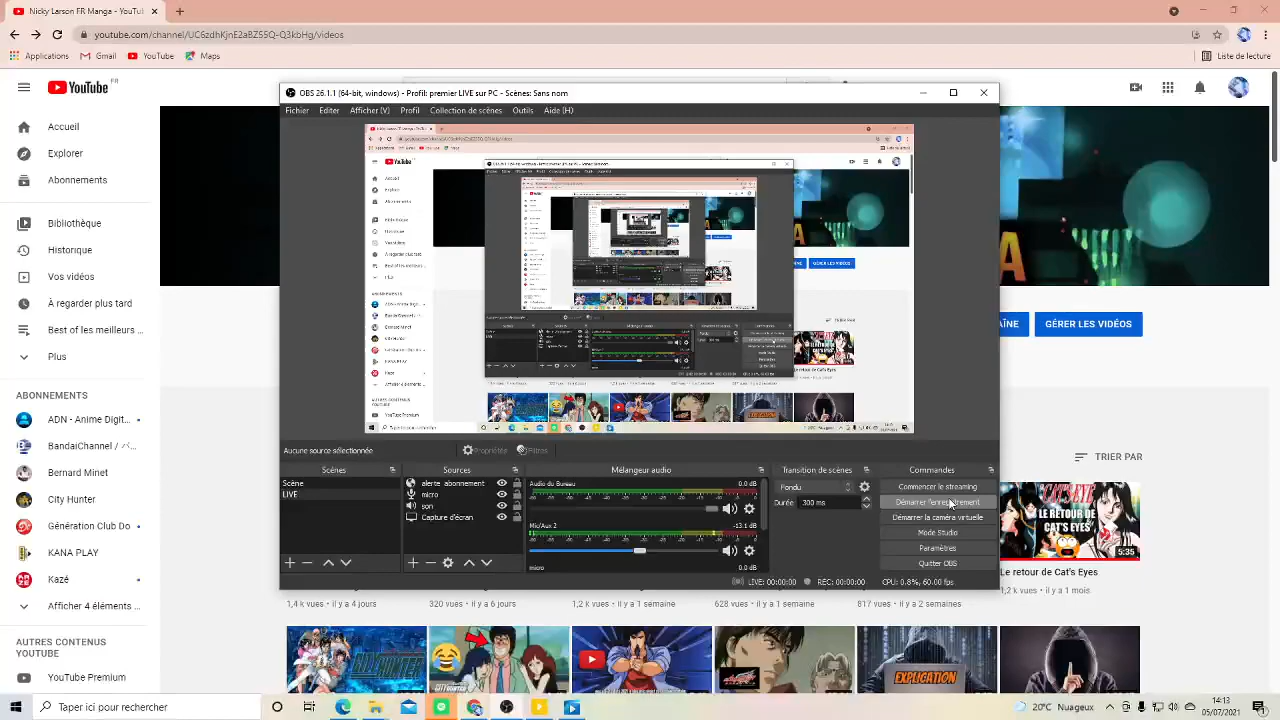 Nicky Larson FR - YouTu
youtube.com/channel/UC6zdhKjxo2aBZS5Q-Q3kbHg/videos
Applications
Gmail
YouTube
Maps
Liste de lecture
YouTube
FR
Accueil
Explorer
Abonnements
Bibliothèque
Historique
Vos vidéos
À regarder plus tard
Best of les meilleurs ...
Plus
ABONNEMENTS
ADN - Anime Digit...
BandaiChannel / バ...
Bernard Minet
City Hunter
Génération Club Do
KANA PLAY
Kazé
Afficher 4 éléments ...
AUTRES CONTENUS
YOUTUBE
YouTube Premium
OBS 26.1.1 (64-bit, windows) - Profil: premier LIVE sur PC - Scènes: Sans nom
Fichier Editer Affichage (V) Profil Collection de scènes Outils Aide (H)
Aucune source sélectionnée
Propriétés
Filtres
Scènes
Scène
LIVE
Sources
alerte abonnement
micro
son
Capture d'écran
Mélangeur audio
Audio du Bureau
0.0 dB
Mic/Aux 2
-13.1 dB
micro
0.0 dB
Transition de scènes
Fondu
Durée 300 ms
Commandes
Commencer le streaming
Démarrer l'enregistrement
Démarrer la caméra virtuelle
Mode Studio
Paramètres
Quitter OBS
LIVE: 00:00:00
REC: 00:00:00
CPU: 0.8%, 60.00 fps
AÎNE
GÉRER LES VIDÉOS
TRIER PAR
CAT'S EYE
LE RETOUR DE
CAT'S EYES
5:35
Le retour de Cat's Eyes
1,2 k vues • il y a 1 mois
1,4 k vues • il y a 4 jours
320 vues • il y a 6 jours
1,2 k vues • il y a 1 semaine
628 vues • il y a 1 semaine
817 vues • il y a 2 semaines
CITY HUNTER
EXPLICATION
Taper ici pour rechercher
20°C Nuageux
14:13
05/07/2021